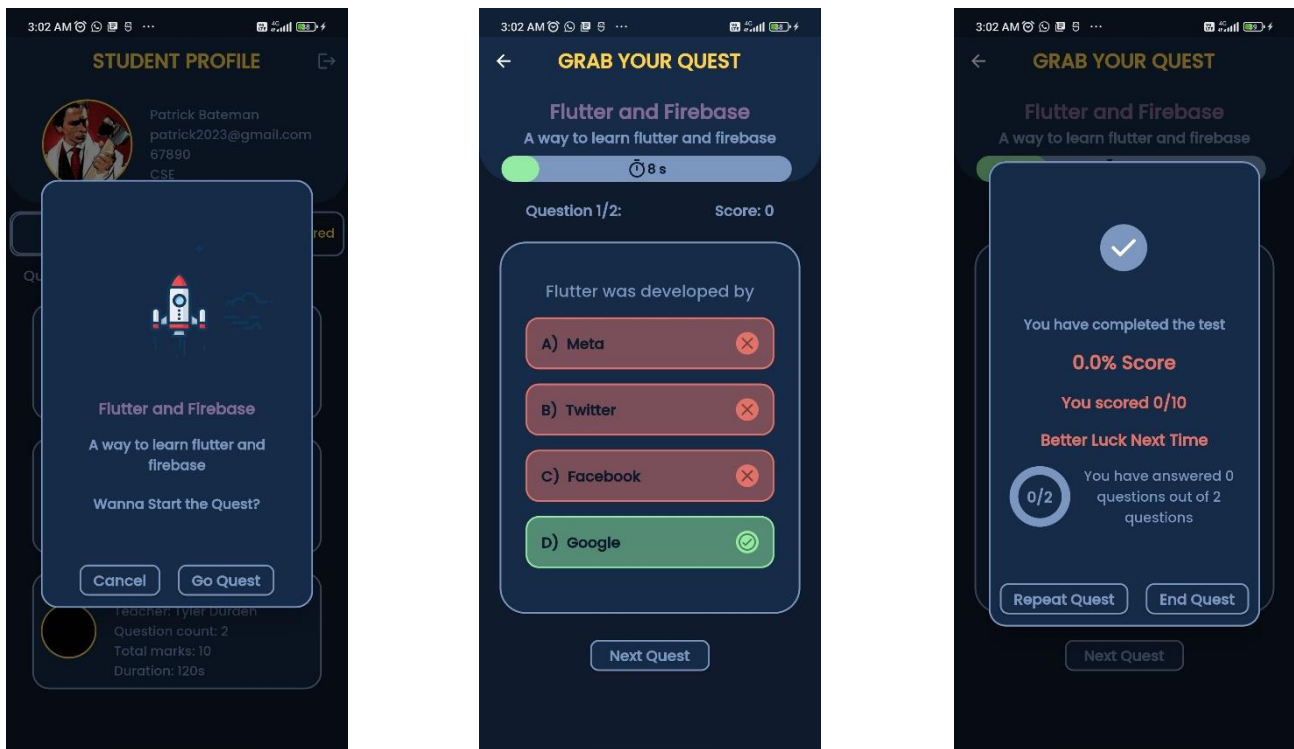 3:02 AM
4G
STUDENT PROFILE
Patrick Bateman
patrick2023@gmail.com
67890
CSE
red
Qu
Flutter and Firebase
A way to learn flutter and
firebase
Wanna Start the Quest?
Cancel Go Quest
Teacher: Tyler Durden
Question count: 2
Total marks: 10
Duration: 120s
3:02 AM
4G
GRAB YOUR QUEST
Flutter and Firebase
A way to learn flutter and firebase
8 s
Question 1/2: Score: 0
Flutter was developed by
A) Meta
B) Twitter
C) Facebook
D) Google
Next Quest
3:02 AM
4G
GRAB YOUR QUEST
Flutter and Firebase
A way to learn flutter and firebase
You have completed the test
0.0% Score
You scored 0/10
Better Luck Next Time
0/2
You have answered 0
questions out of 2
questions
Repeat Quest End Quest
Next Quest